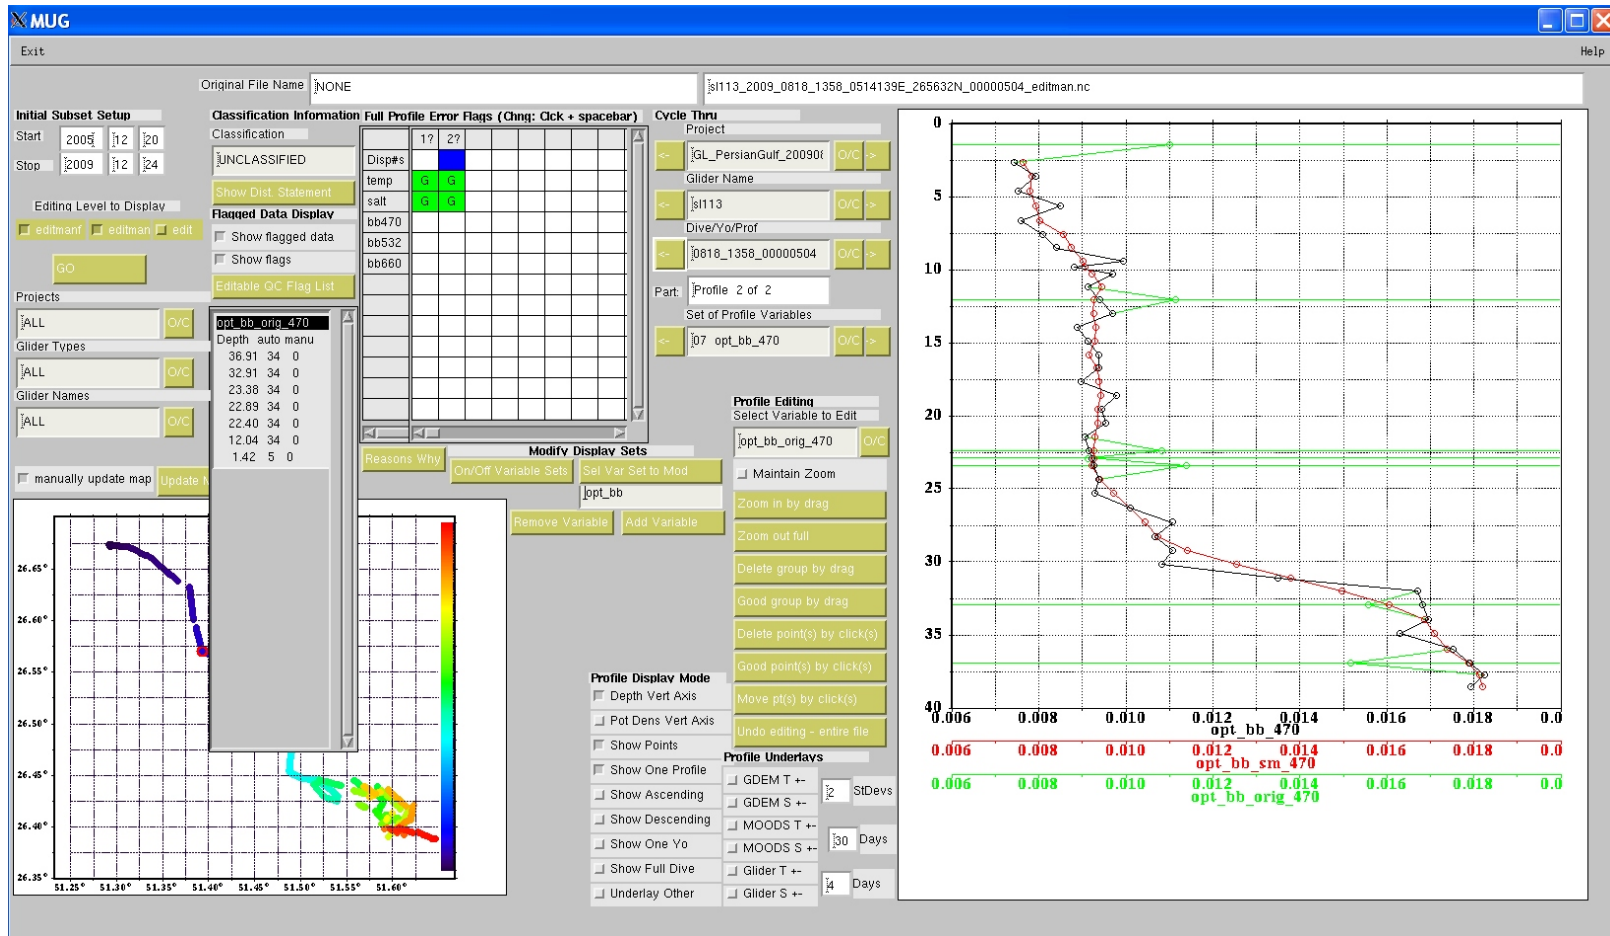 MUG
Exit Help
Original File Name NONE sl113_2009_0818_1358_0514139E_265632N_00000504_editman.nc
Initial Subset Setup
Start 2005 12 20
Stop 2009 12 24
Editing Level to Display
editmanf editman edit
GO
Projects
ALL O/C
Glider Types
ALL O/C
Glider Names
ALL O/C
manually update map
Classification Information
Classification
UNCLASSIFIED
Show Dist. Statement
Flagged Data Display
Show flagged data
Show flags
Editable QC Flag List
opt_bb_orig_470
Depth auto manu
36.91 34 0
32.91 34 0
23.38 34 0
22.89 34 0
22.40 34 0
12.04 34 0
1.42 5 0
Full Profile Error Flags (Chng: Clck + spacebar)
1? 2?
Disp#s
temp G G
salt G G
bb470
bb532
bb660
Reasons Why
Modify Display Sets
On/Off Variable Sets Sel Var Set to Mod
opt_bb
Remove Variable Add Variable
Cycle Thru
Project
<- O/C ->
Glider Name
<- sl113 O/C ->
Dive/Yo/Prof
<- 0818_1358_00000504 O/C ->
Part: Profile 2 of 2
Set of Profile Variables
<- 07 opt_bb_470 O/C ->
Profile Editing
Select Variable to Edit
opt_bb_orig_470 O/C
Maintain Zoom
Zoom in by drag
Zoom out full
Delete group by drag
Good group by drag
Delete point(s) by click(s)
Good point(s) by click(s)
Move pt(s) by click(s)
Undo editing - entire file
Profile Display Mode
Depth Vert Axis
Pot Dens Vert Axis
Show Points
Show One Profile
Show Ascending
Show Descending
Show One Yo
Show Full Dive
Underlay Other
Profile Underlays
GDEM T +-
GDEM S +-
MOODS T +-
MOODS S +-
Glider T +-
Glider S +-
2 StDevs
30 Days
4 Days
26.65°
26.60°
26.55°
26.50°
26.45°
26.40°
26.35°
51.25 51.30 51.35 51.40 51.45 51.50 51.55 51.60
0
5
10
15
20
25
30
35
40
0.006 0.008 0.010 0.012 0.014 0.016 0.018 0.0
opt_bb_470
0.006 0.008 0.010 0.012 0.014 0.016 0.018 0.0
opt_bb_sm_470
0.006 0.008 0.010 0.012 0.014 0.016 0.018 0.0
opt_bb_orig_470